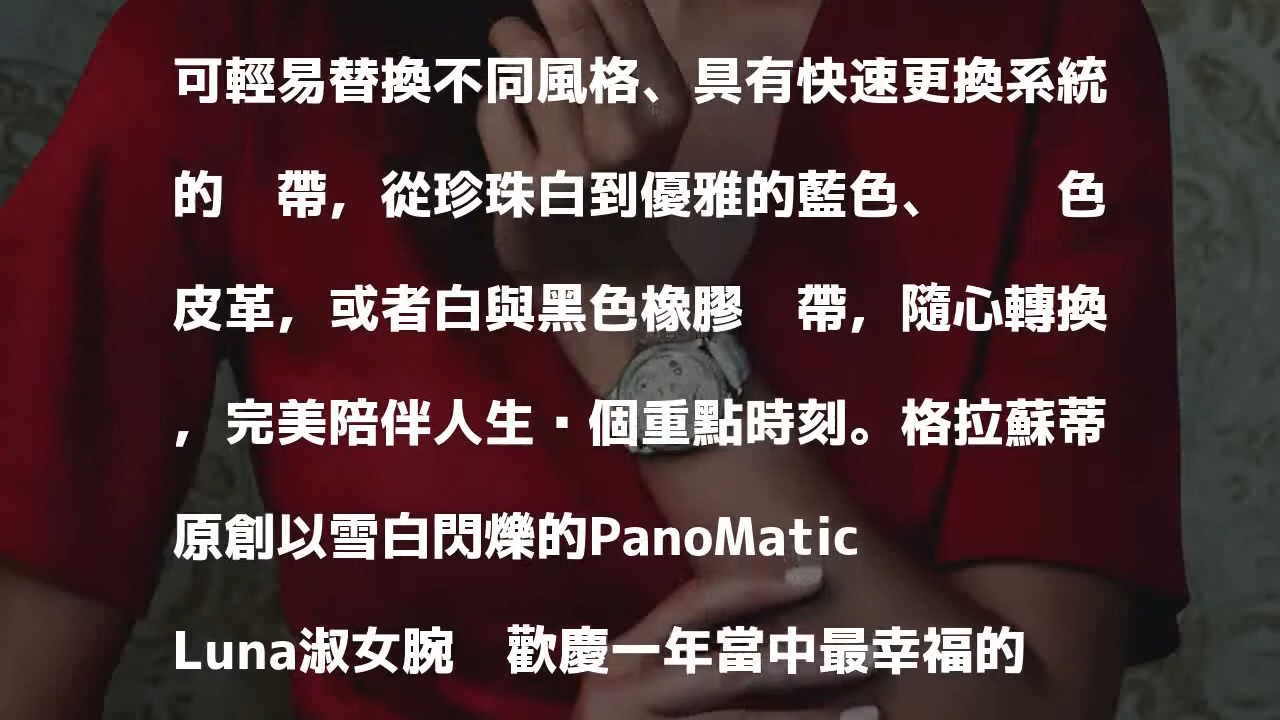 可輕易替換不同風格、具有快速更換系統
的　帶，從珍珠白到優雅的藍色、　　色
皮革，或者白與黑色橡膠　帶，隨心轉換
，完美陪伴人生・個重點時刻。格拉蘇蒂
原創以雪白閃爍的PanoMatic
Luna淑女腕　歡慶一年當中最幸福的